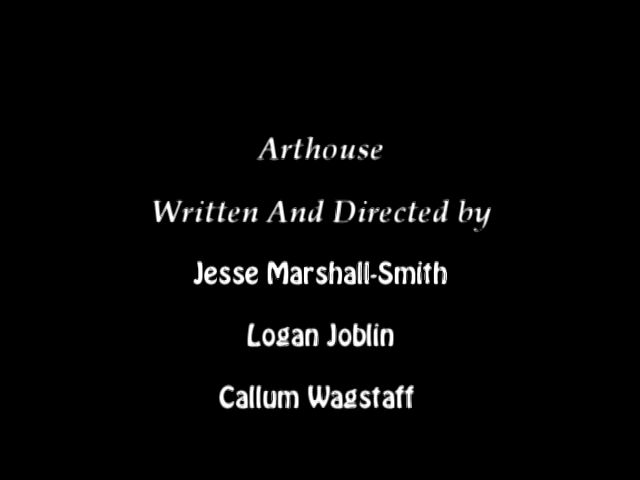 Arthouse
Written And Directed by
Jesse Marshall-Smith
Logan Joblin
Callum Wagstaff